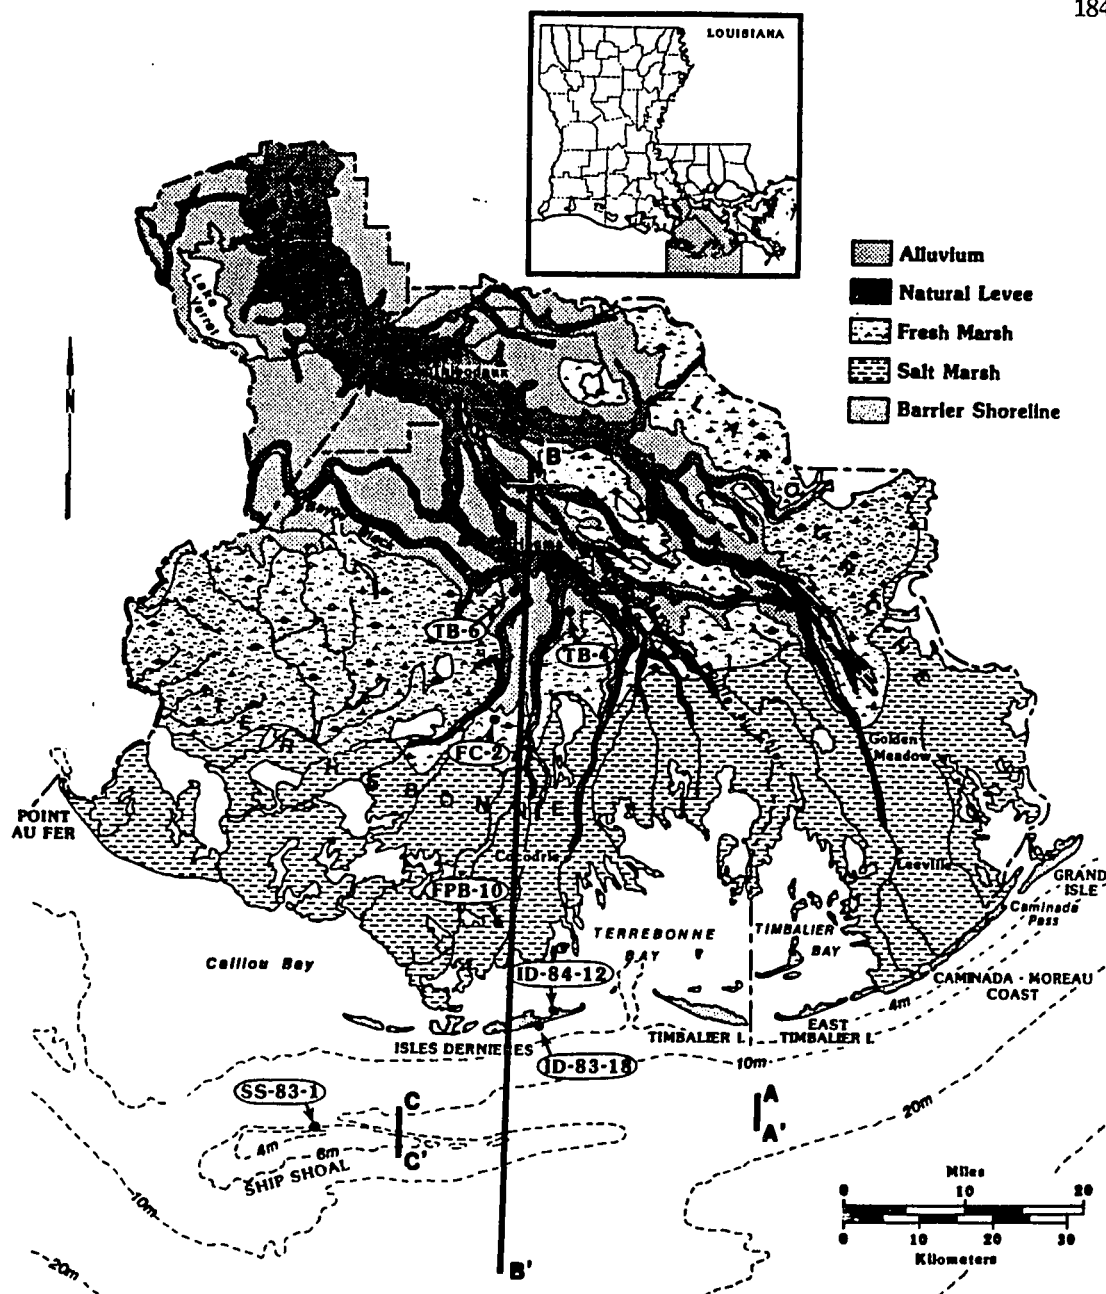 184
LOUISIANA
Alluvium
Natural Levee
Fresh Marsh
Salt Marsh
Barrier Shoreline
Lake
Verret
N
Thibodaux
B
TB-6
TB-4
FC-2
Golden
Meadow
POINT
AU FER
T E R R E B O N N E
Cocodrie
Leeville
FPB-10
GRAND
ISLE
Caminada
Pass
TERREBONNE
BAY
TIMBALIER
BAY
Caillou Bay
ID-84-12
CAMINADA - MOREAU
COAST
4m
EAST
TIMBALIER I.
TIMBALIER I.
ISLES DERNIERES
ID-83-18
10m
SS-83-1
C
A
20m
A'
4m
6m
C'
SHIP SHOAL
10m
Miles
0 10 20
0 10 20 30
Kilometers
20m
B'